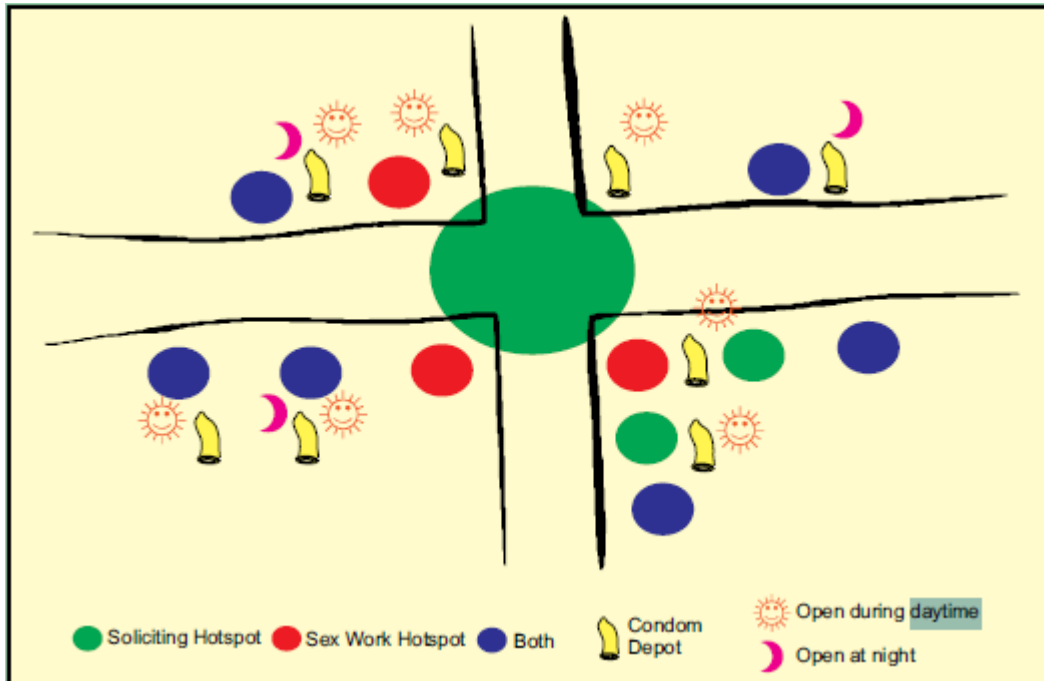 Soliciting Hotspot
Sex Work Hotspot
Both
Condom
Depot
Open during daytime
Open at night